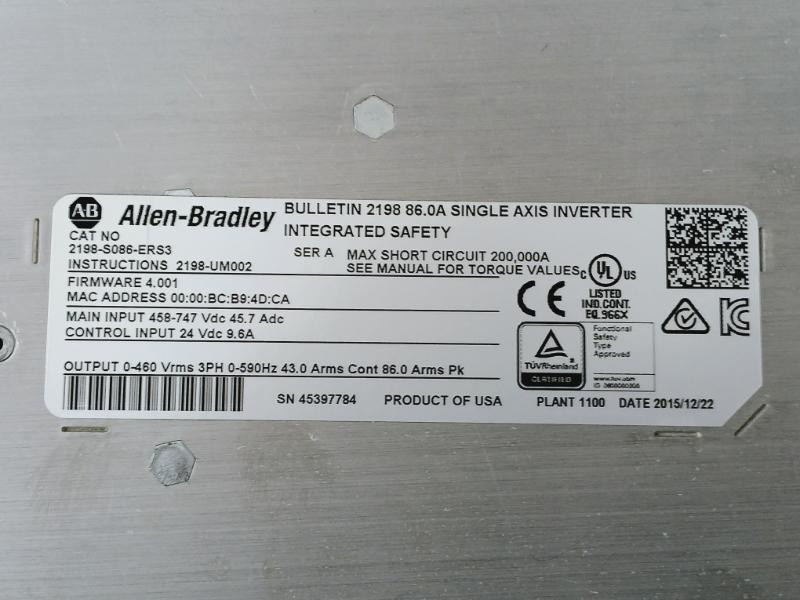 AB Allen-Bradley
BULLETIN 2198 86.0A SINGLE AXIS INVERTER
INTEGRATED SAFETY
CAT NO
2198-S086-ERS3
SER A
MAX SHORT CIRCUIT 200,000A
SEE MANUAL FOR TORQUE VALUES
INSTRUCTIONS 2198-UM002
FIRMWARE 4.001
MAC ADDRESS 00:00:BC:B9:4D:CA
MAIN INPUT 458-747 Vdc 45.7 Adc
CONTROL INPUT 24 Vdc 9.6A
OUTPUT 0-460 Vrms 3PH 0-590Hz 43.0 Arms Cont 86.0 Arms Pk
CE
c UL US
LISTED
IND.CONT.
EQ.966X
TÜVRheinland
CERTIFIED
Functional
Safety
Type
Approved
www.tuv.com
SN 45397784
PRODUCT OF USA
PLANT 1100
DATE 2015/12/22